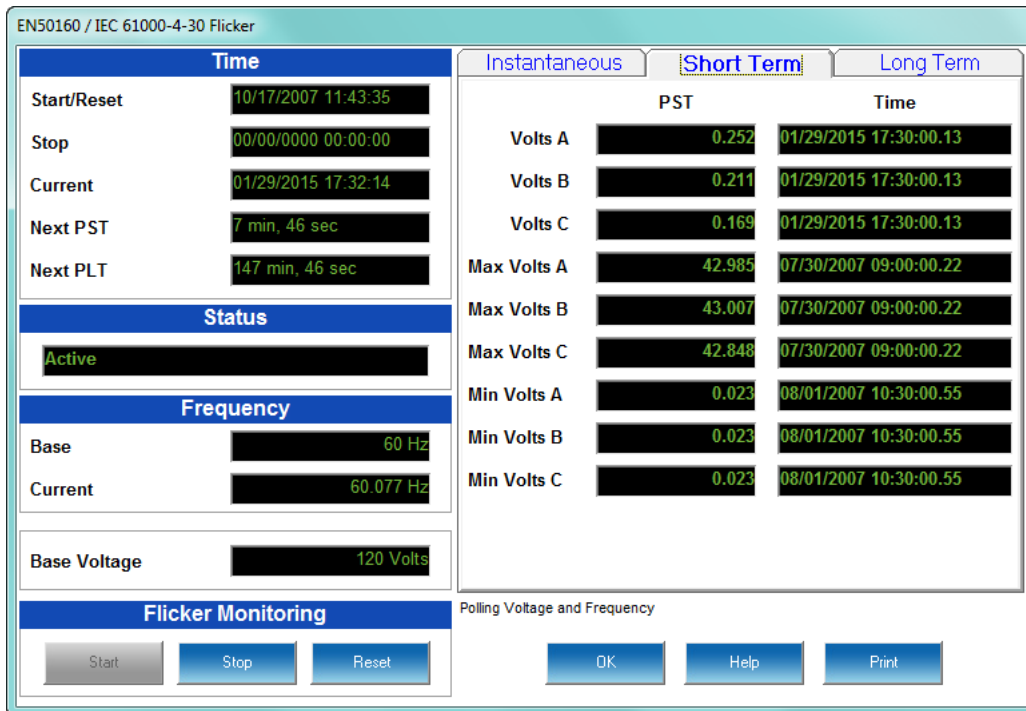 EN50160 / IEC 61000-4-30 Flicker
Time
Start/Reset 10/17/2007 11:43:35
Stop 00/00/0000 00:00:00
Current 01/29/2015 17:32:14
Next PST 7 min, 46 sec
Next PLT 147 min, 46 sec
Status
Active
Frequency
Base 60 Hz
Current 60.077 Hz
Base Voltage 120 Volts
Flicker Monitoring
Start Stop Reset
Instantaneous Short Term Long Term
PST Time
Volts A 0.252 01/29/2015 17:30:00.13
Volts B 0.211 01/29/2015 17:30:00.13
Volts C 0.169 01/29/2015 17:30:00.13
Max Volts A 42.985 07/30/2007 09:00:00.22
Max Volts B 43.007 07/30/2007 09:00:00.22
Max Volts C 42.848 07/30/2007 09:00:00.22
Min Volts A 0.023 08/01/2007 10:30:00.55
Min Volts B 0.023 08/01/2007 10:30:00.55
Min Volts C 0.023 08/01/2007 10:30:00.55
Polling Voltage and Frequency
OK Help Print